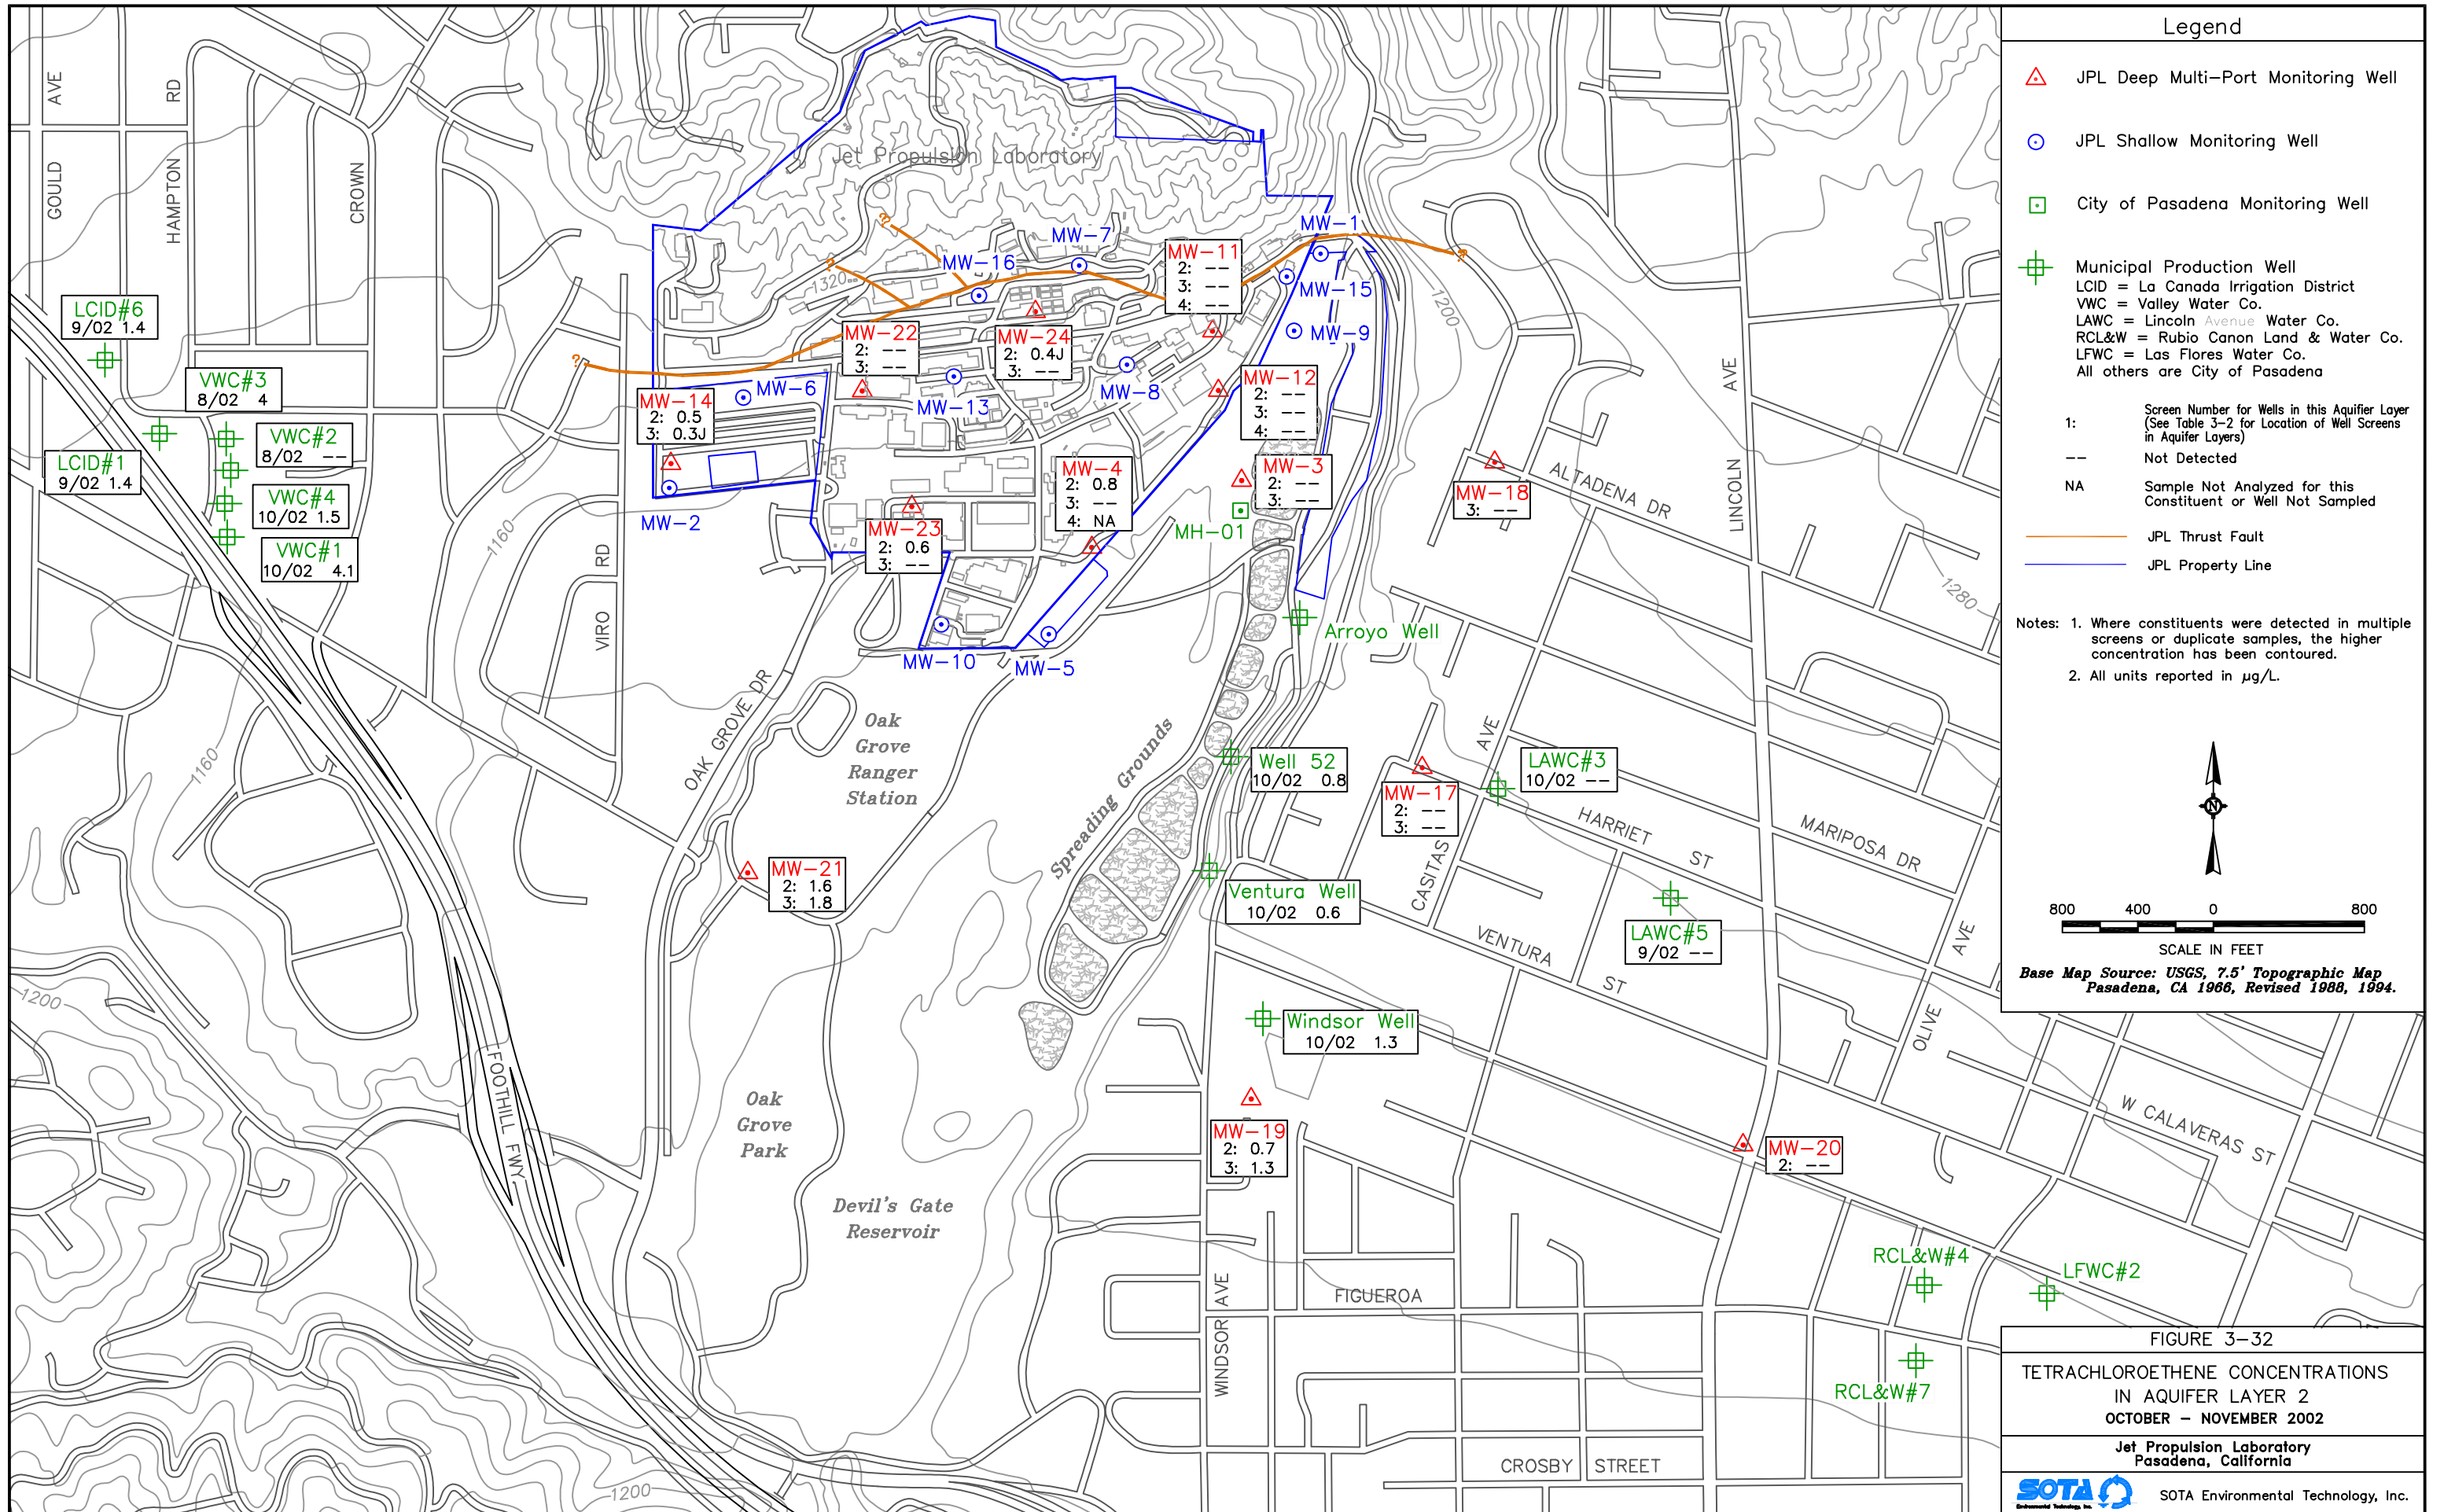 Legend
JPL Deep Multi-Port Monitoring Well
JPL Shallow Monitoring Well
City of Pasadena Monitoring Well
Municipal Production Well
LCID = La Canada Irrigation District
VWC = Valley Water Co.
LAWC = Lincoln Avenue Water Co.
RCL&W = Rubio Canon Land & Water Co.
LFWC = Las Flores Water Co.
All others are City of Pasadena
1: Screen Number for Wells in this Aquifier Layer
(See Table 3-2 for Location of Well Screens
in Aquifer Layers)
-- Not Detected
NA Sample Not Analyzed for this
Constituent or Well Not Sampled
JPL Thrust Fault
JPL Property Line
Notes: 1. Where constituents were detected in multiple
screens or duplicate samples, the higher
concentration has been contoured.
2. All units reported in µg/L.
N
800 400 0 800
SCALE IN FEET
Base Map Source: USGS, 7.5' Topographic Map
Pasadena, CA 1966, Revised 1988, 1994.
FIGURE 3-32
TETRACHLOROETHENE CONCENTRATIONS
IN AQUIFER LAYER 2
OCTOBER - NOVEMBER 2002
Jet Propulsion Laboratory
Pasadena, California
SOTA
Environmental Technology, Inc.
SOTA Environmental Technology, Inc.
GOULD AVE
HAMPTON RD
CROWN
Jet Propulsion Laboratory
LCID#6
9/02 1.4
VWC#3
8/02 4
VWC#2
8/02 --
LCID#1
9/02 1.4
VWC#4
10/02 1.5
VWC#1
10/02 4.1
?
?
?
?
1320
1200
1160
1280
1160
1200
1200
MW-7
MW-16
MW-1
MW-15
MW-9
MW-11
2: --
3: --
4: --
MW-22
2: --
3: --
MW-24
2: 0.4J
3: --
MW-6
MW-13
MW-8
MW-12
2: --
3: --
4: --
MW-14
2: 0.5
3: 0.3J
MW-4
2: 0.8
3: --
4: NA
MW-3
2: --
3: --
MW-18
3: --
MW-2
MW-23
2: 0.6
3: --
MH-01
MW-10
MW-5
Arroyo Well
ALTADENA DR
LINCOLN AVE
VIRO RD
OAK GROVE DR
Oak
Grove
Ranger
Station
Spreading Grounds
Well 52
10/02 0.8
MW-17
2: --
3: --
LAWC#3
10/02 --
CASITAS AVE
HARRIET ST
MARIPOSA DR
MW-21
2: 1.6
3: 1.8
Ventura Well
10/02 0.6
LAWC#5
9/02 --
VENTURA ST
OLIVE AVE
Windsor Well
10/02 1.3
FOOTHILL FWY
Oak
Grove
Park
MW-19
2: 0.7
3: 1.3
MW-20
2: --
W CALAVERAS ST
Devil's Gate
Reservoir
RCL&W#4
LFWC#2
RCL&W#7
WINDSOR AVE
FIGUEROA
CROSBY STREET